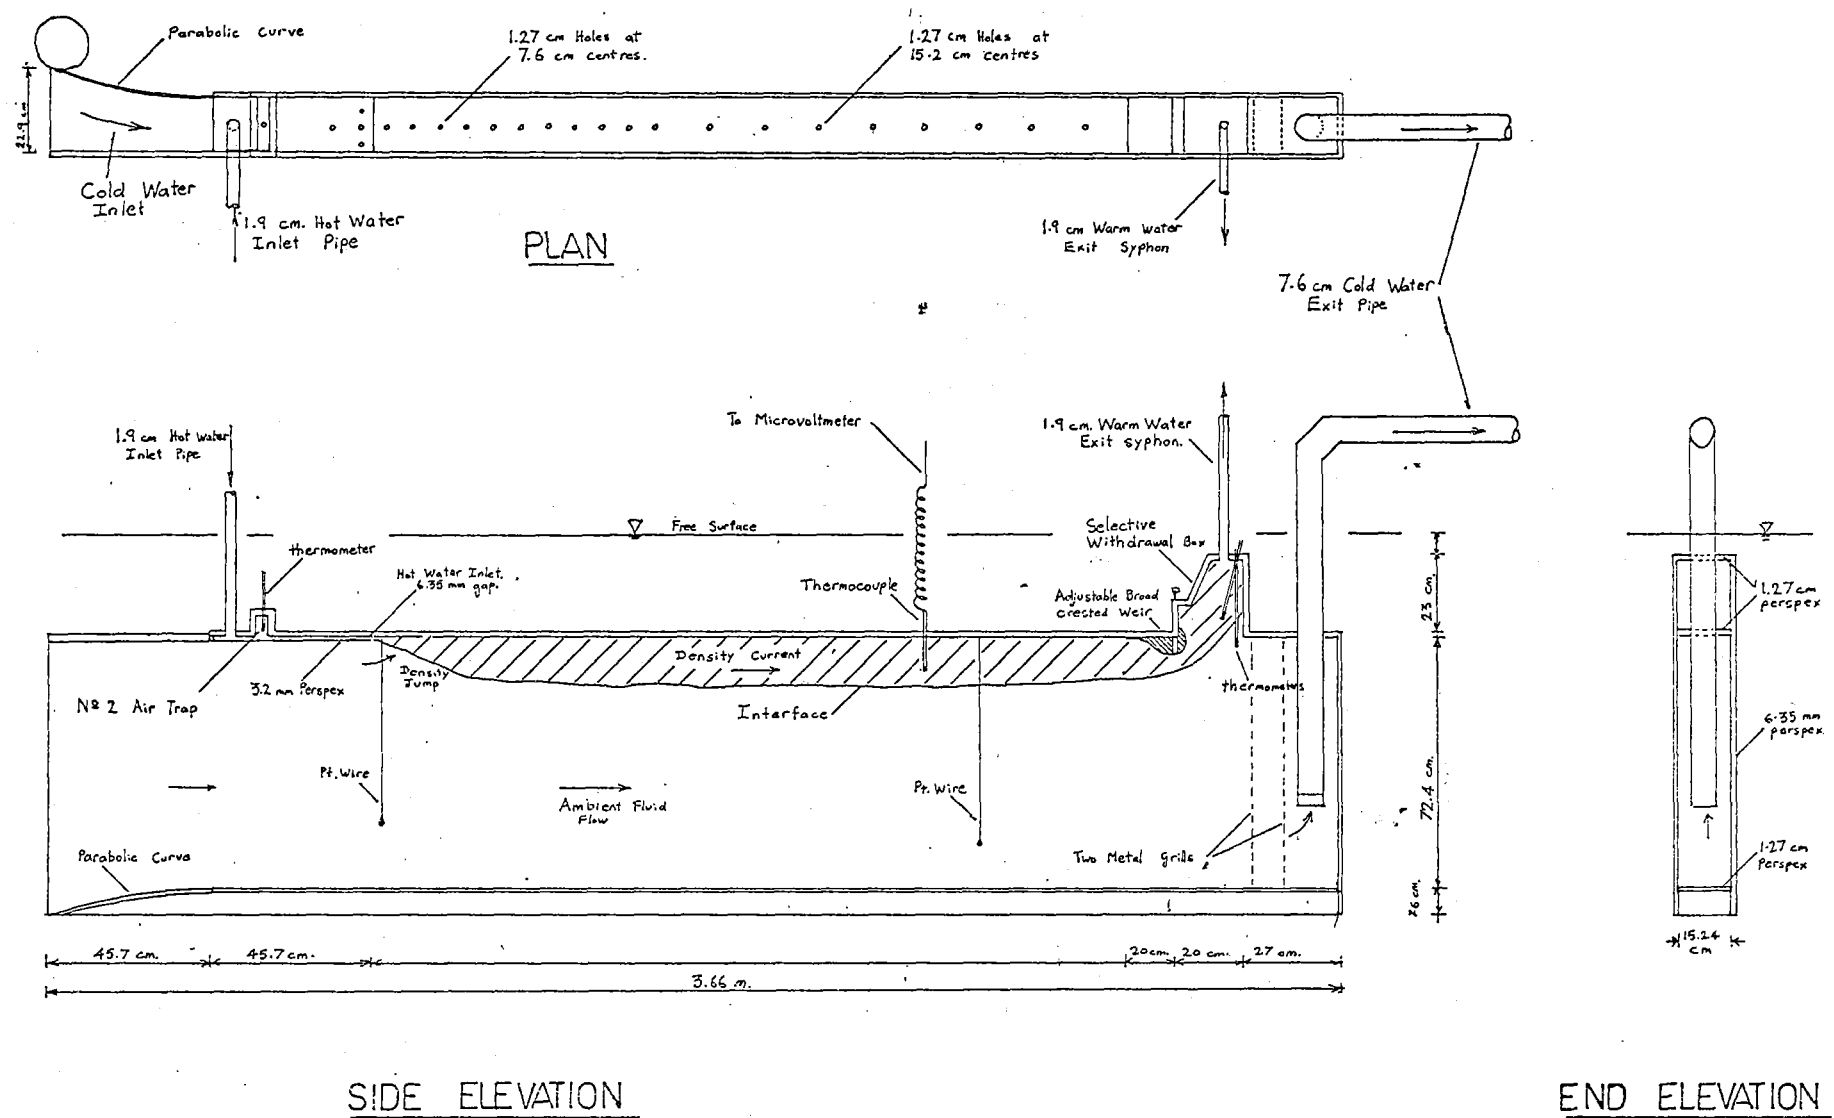 Parabolic Curve
1.27 cm Holes at
7.6 cm centres.
1.27 cm Holes at
15.2 cm centres
22.9 cm
Cold Water
Inlet
1.9 cm. Hot Water
Inlet Pipe
PLAN
1.9 cm Warm Water
Exit Syphon
7.6 cm Cold Water
Exit Pipe
1.9 cm Hot Water
Inlet Pipe
To Microvoltmeter
1.9 cm. Warm Water
Exit syphon.
Free Surface
thermometer
Hot Water Inlet.
6.35 mm gap.
Thermocouple
Selective
Withdrawal Box
Adjustable Broad
Crested Weir
23 cm.
1.27 cm
perspex
Density Current
Density
Jump
3.2 mm Perspex
No 2 Air Trap
Interface
thermometers
6.35 mm
perspex.
Pt. Wire
Ambient Fluid
Flow
Pt. Wire
72.4 cm.
Parabolic Curve
Two Metal Grills
1.27 cm
Perspex
7.6 cm.
45.7 cm.
45.7 cm.
20 cm.
20 cm.
27 cm.
15.24
cm
3.66 m.
SIDE ELEVATION
END ELEVATION